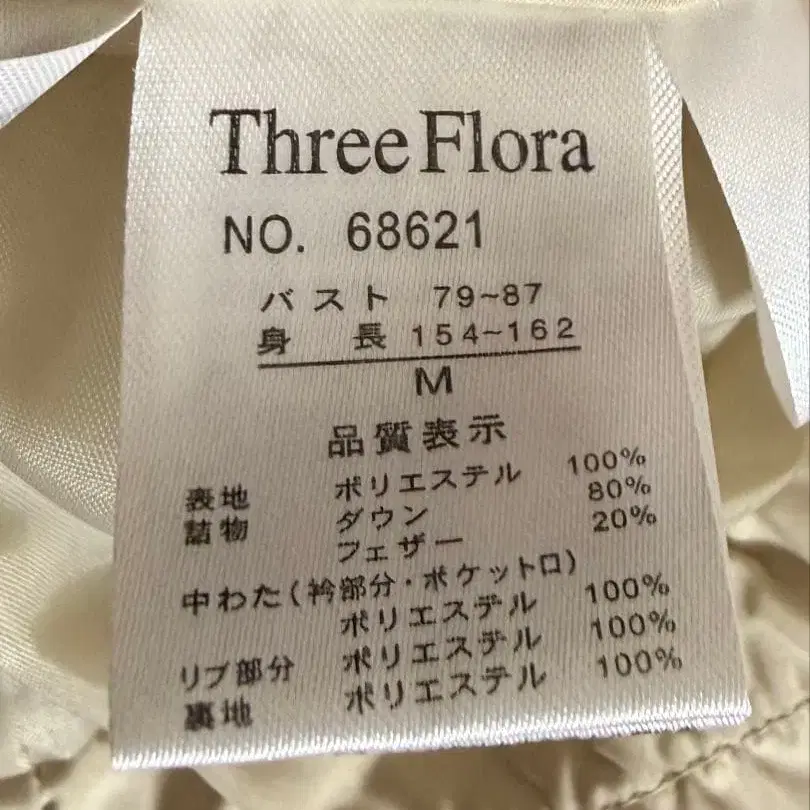 Three Flora
NO. 68621
バスト 79~87
身 長 154~162
M
品質表示
表地 ポリエステル 100%
詰物 ダウン 80%
フェザー 20%
中わた(衿部分・ポケット口)
ポリエステル 100%
リブ部分 ポリエステル 100%
裏地 ポリエステル 100%